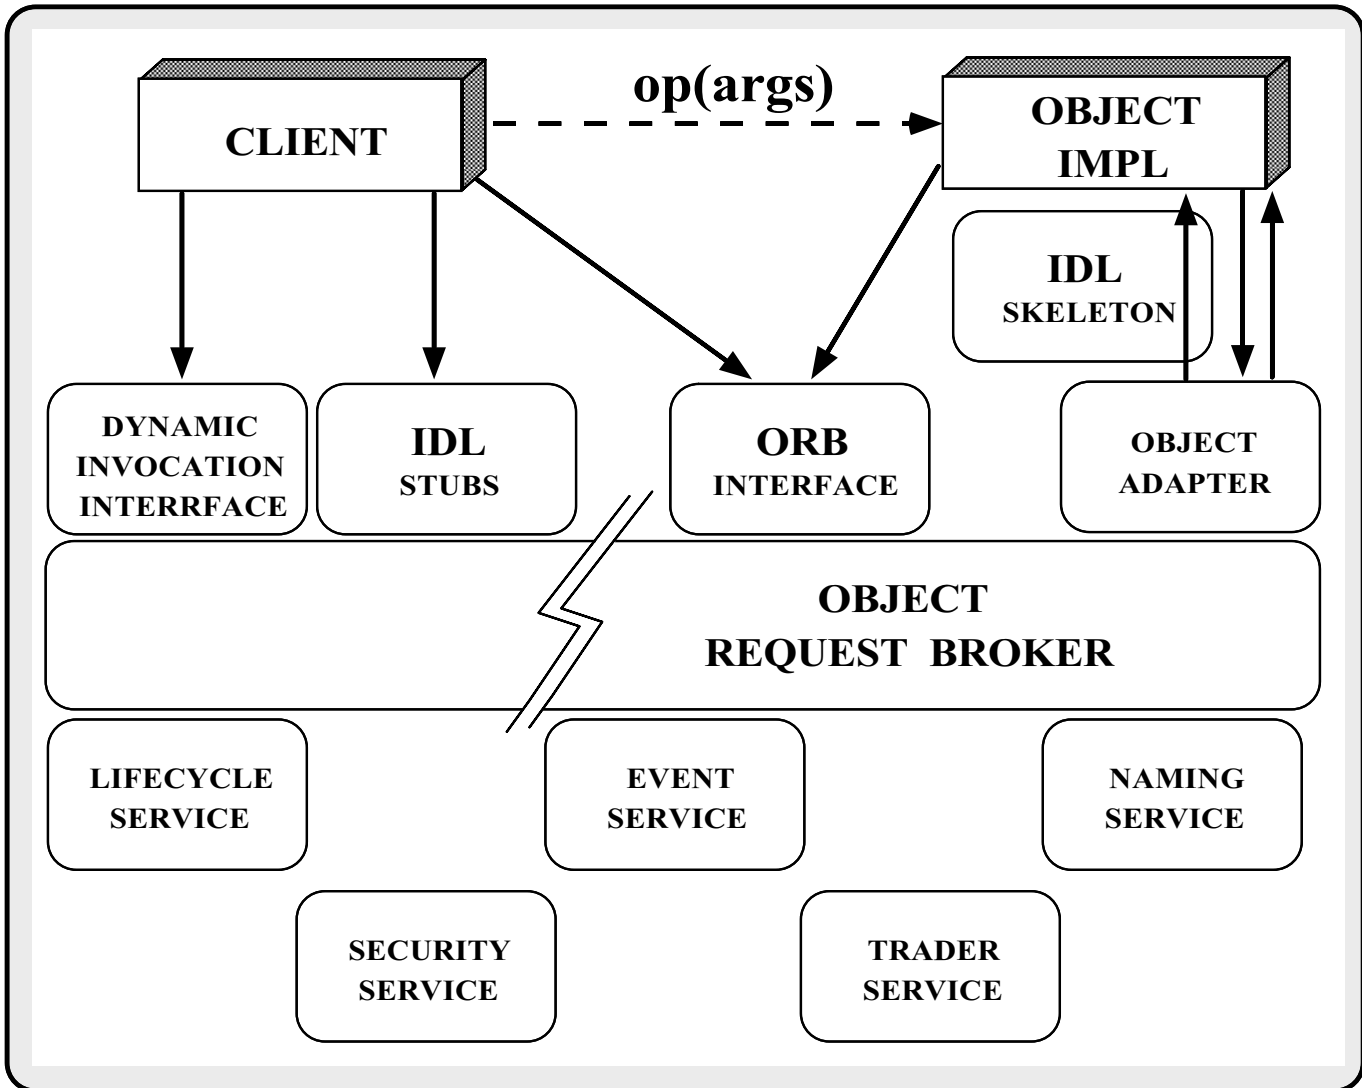 op(args)
CLIENT
OBJECT
IMPL
IDL
SKELETON
DYNAMIC
INVOCATION
INTERRFACE
IDL
STUBS
ORB
INTERFACE
OBJECT
ADAPTER
OBJECT
REQUEST BROKER
LIFECYCLE
SERVICE
EVENT
SERVICE
NAMING
SERVICE
SECURITY
SERVICE
TRADER
SERVICE